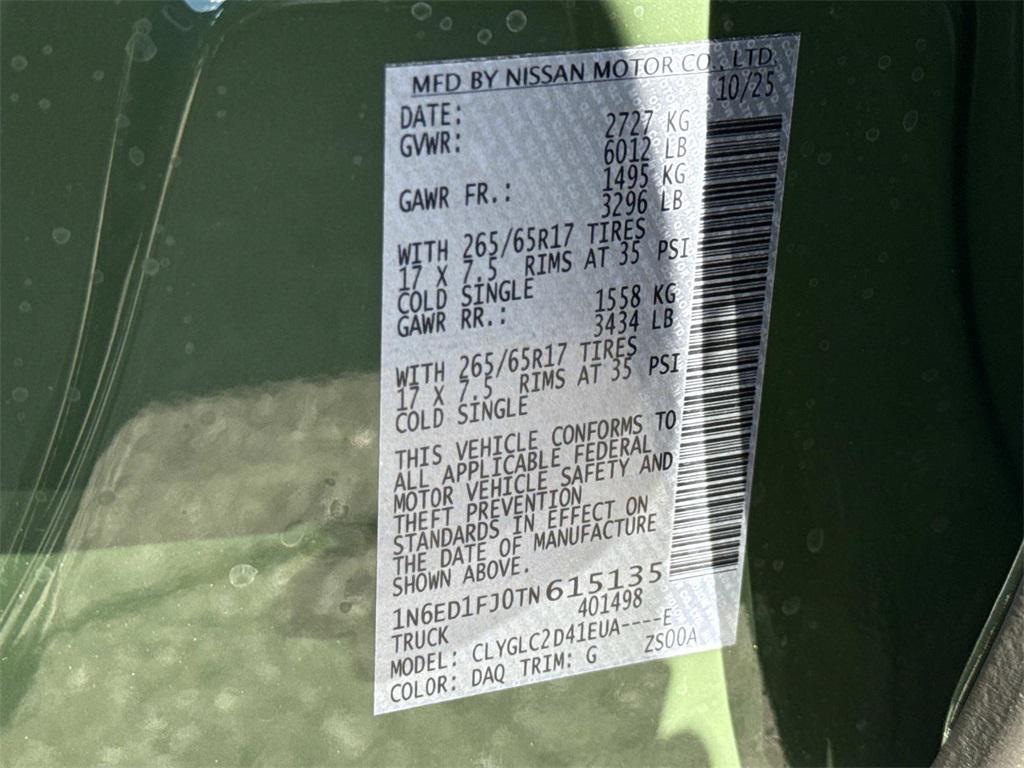 MFD BY NISSAN MOTOR CO., LTD.
DATE: 10/25
GVWR: 2727 KG
6012 LB
GAWR FR.: 1495 KG
3296 LB
WITH 265/65R17 TIRES
17 X 7.5 RIMS AT 35 PSI
COLD SINGLE
GAWR RR.: 1558 KG
3434 LB
WITH 265/65R17 TIRES
17 X 7.5 RIMS AT 35 PSI
COLD SINGLE
THIS VEHICLE CONFORMS TO
ALL APPLICABLE FEDERAL
MOTOR VEHICLE SAFETY AND
THEFT PREVENTION
STANDARDS IN EFFECT ON
THE DATE OF MANUFACTURE
SHOWN ABOVE.
1N6ED1FJ0TN615135
TRUCK 401498
MODEL: CLYGLC2D41EUA----E
COLOR: DAQ TRIM: G ZS00A